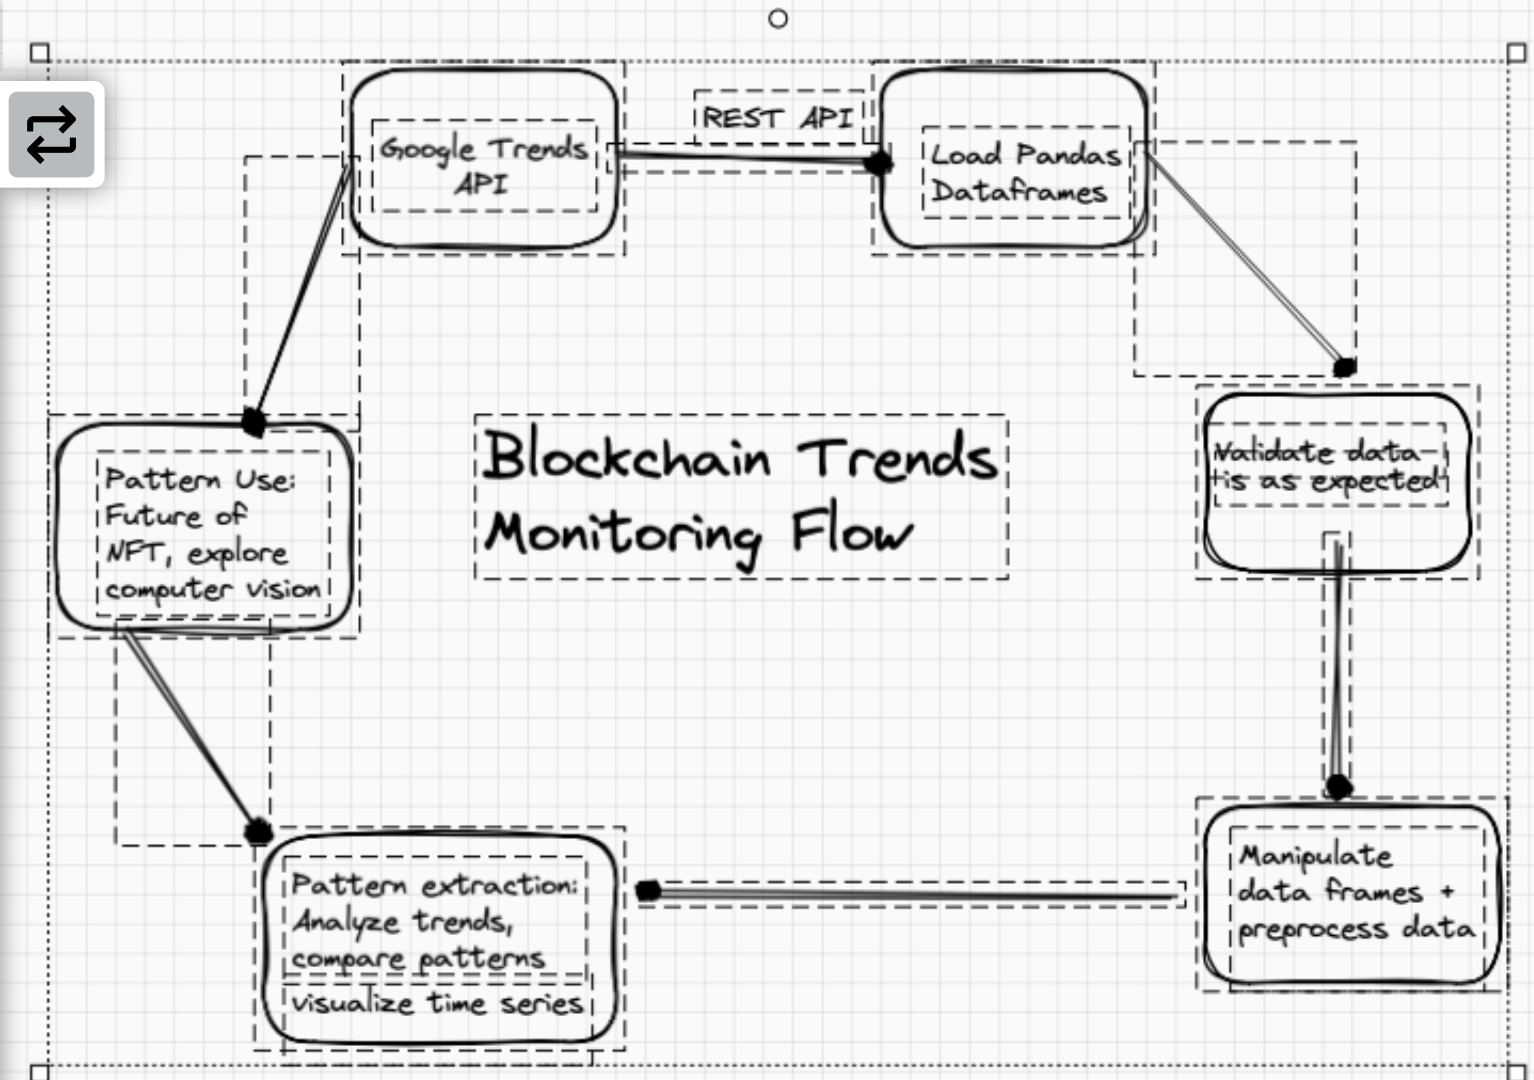 REST API
Google Trends
API
Load Pandas
Dataframes
Blockchain Trends
Monitoring Flow
Validate data
is as expected
Pattern Use:
Future of
NFT, explore
computer vision
Manipulate
data frames +
preprocess data
Pattern extraction:
Analyze trends,
compare patterns
visualize time series